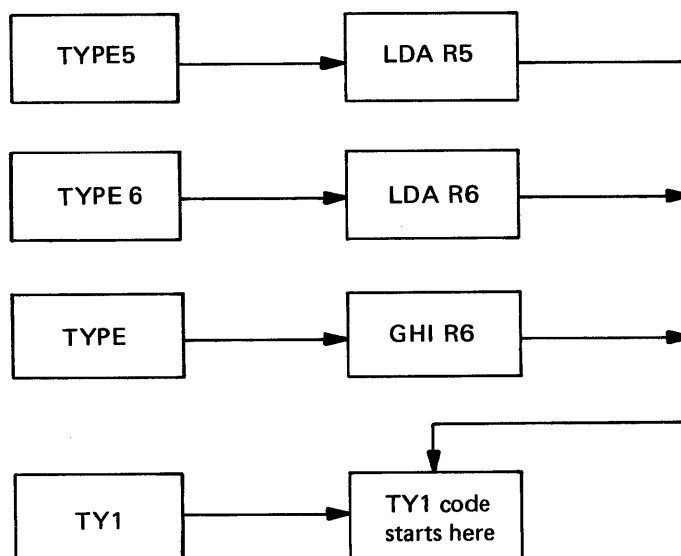 TYPE5
LDA R5
TYPE 6
LDA R6
TYPE
GHI R6
TY1
TY1 code
starts here